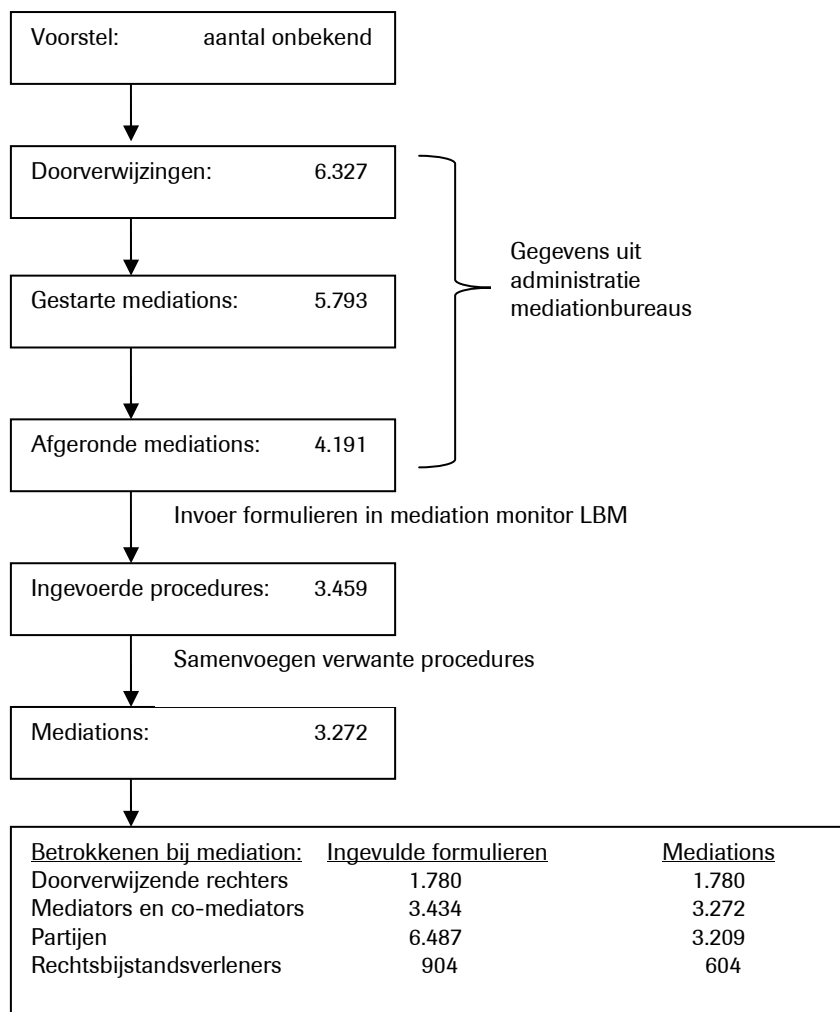 Voorstel: aantal onbekend
Doorverwijzingen: 6.327
Gestarte mediations: 5.793
Gegevens uit
administratie
mediationbureaus
Afgeronde mediations: 4.191
Invoer formulieren in mediation monitor LBM
Ingevoerde procedures: 3.459
Samenvoegen verwante procedures
Mediations: 3.272
Betrokkenen bij mediation: Ingevulde formulieren Mediations
Doorverwijzende rechters 1.780 1.780
Mediators en co-mediators 3.434 3.272
Partijen 6.487 3.209
Rechtsbijstandsverleners 904 604